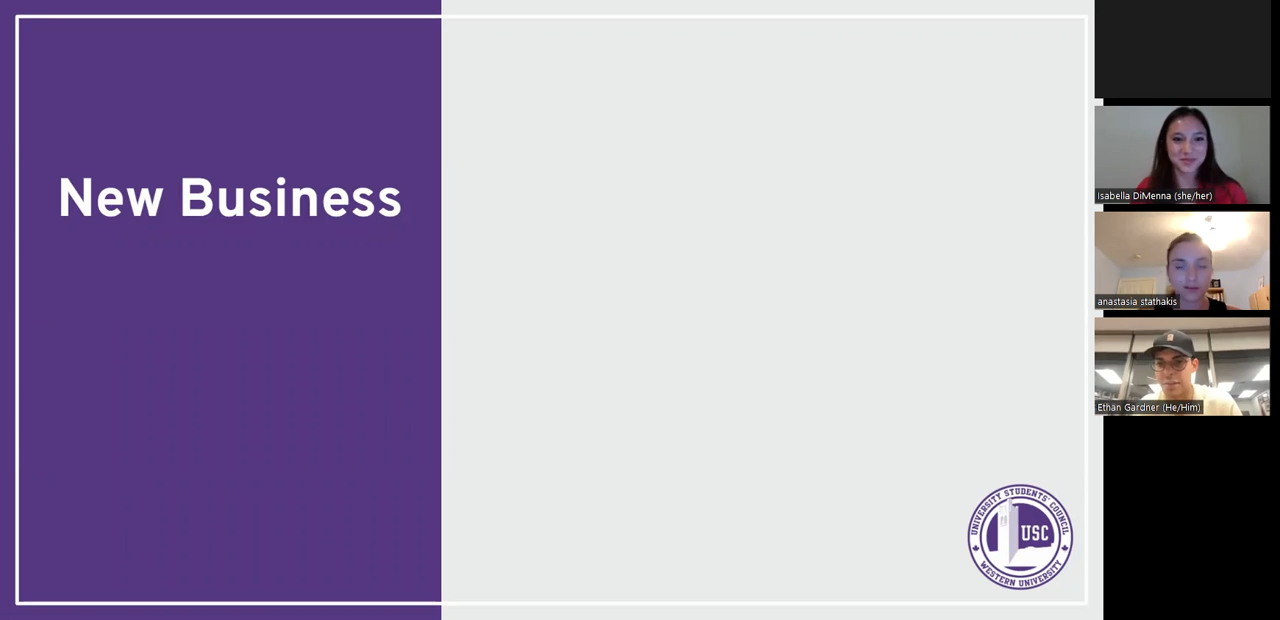 New Business
Isabella DiMenna (she/her)
anastasia stathakis
Ethan Gardner (He/Him)
UNIVERSITY STUDENTS' COUNCIL
USC
WESTERN UNIVERSITY